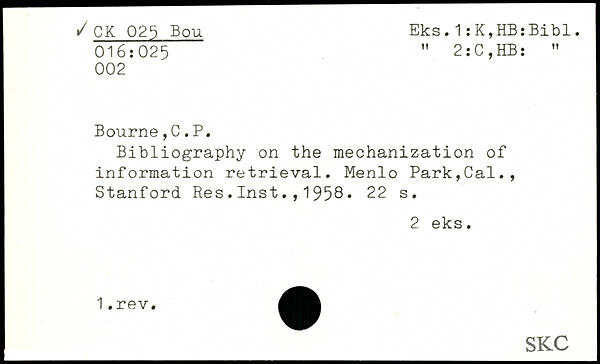 ✓ CK 025 Bou
Eks.1:K,HB:Bibl.
016:025
" 2:C,HB: "
002
Bourne,C.P.
Bibliography on the mechanization of
information retrieval. Menlo Park,Cal.,
Stanford Res.Inst.,1958. 22 s.
2 eks.
1.rev.
SKC